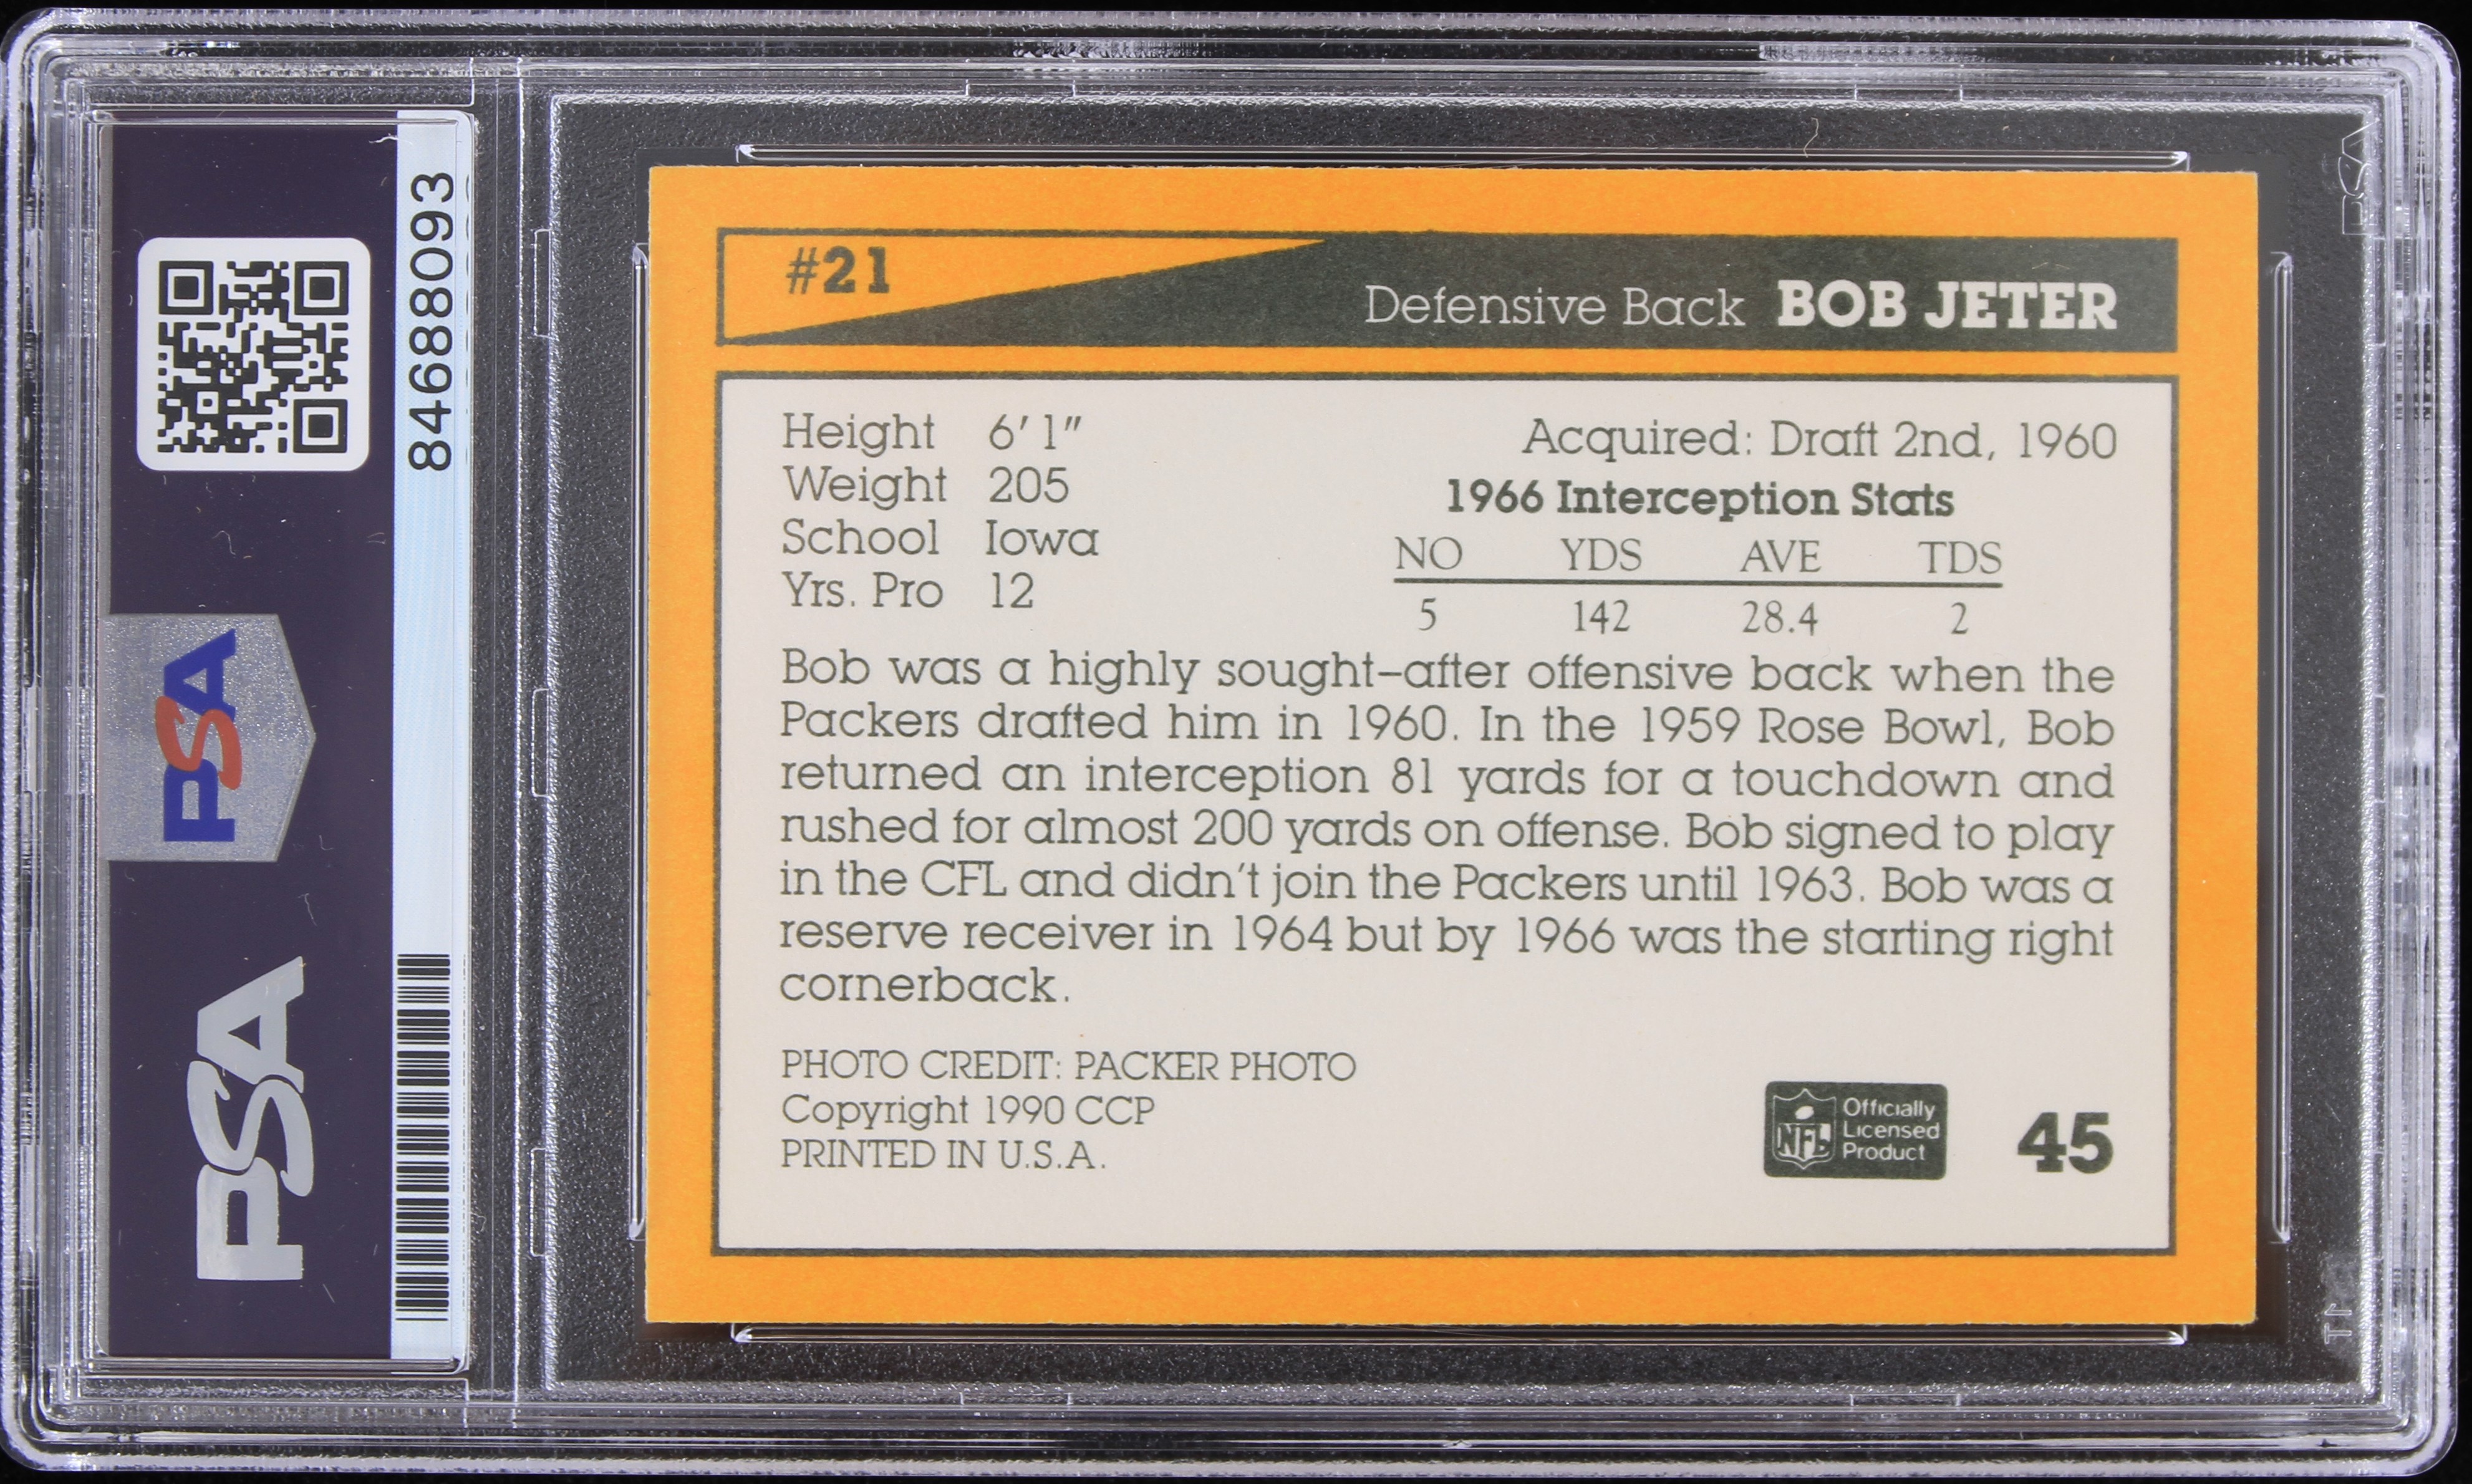 84688093
PSA
PSA
#21
Defensive Back BOB JETER
Height 6' 1"
Weight 205
School Iowa
Yrs. Pro 12
Acquired: Draft 2nd, 1960
1966 Interception Stats
NO YDS AVE TDS
5 142 28.4 2
Bob was a highly sought-after offensive back when the
Packers drafted him in 1960. In the 1959 Rose Bowl, Bob
returned an interception 81 yards for a touchdown and
rushed for almost 200 yards on offense. Bob signed to play
in the CFL and didn't join the Packers until 1963. Bob was a
reserve receiver in 1964 but by 1966 was the starting right
cornerback.
PHOTO CREDIT: PACKER PHOTO
Copyright 1990 CCP
PRINTED IN U.S.A.
NFL
Officially
Licensed
Product
45
PSA